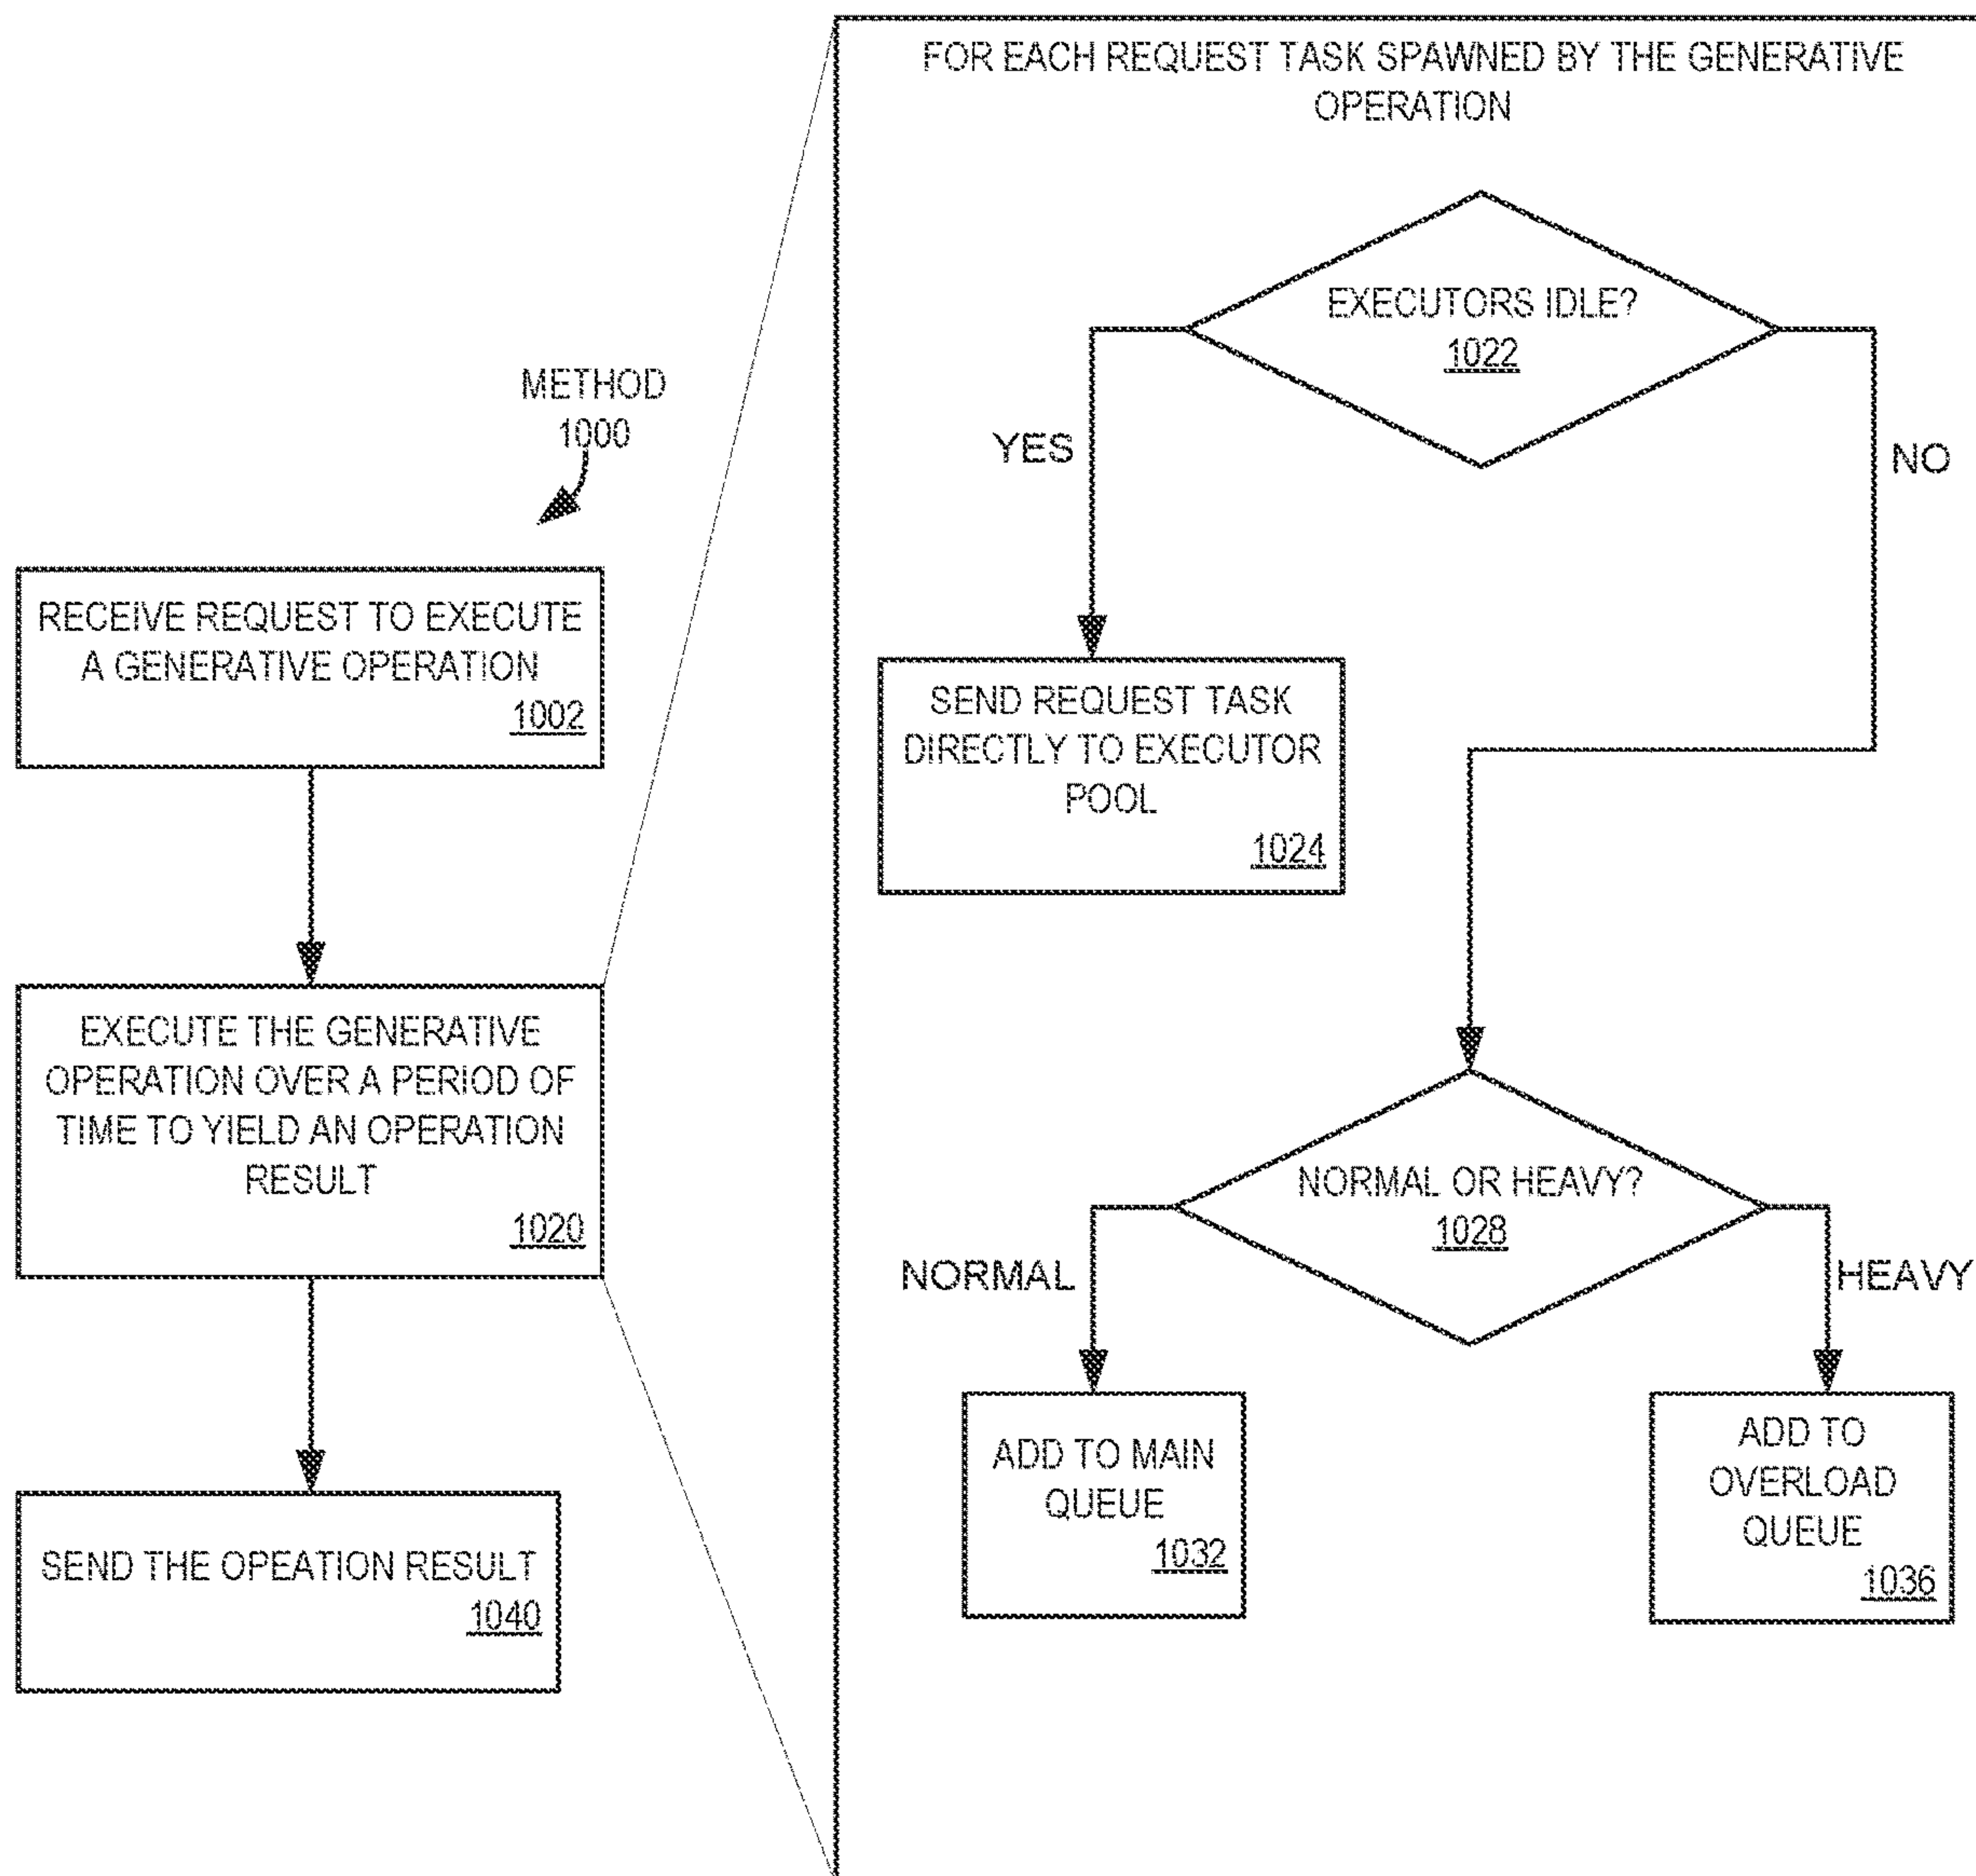 METHOD
1000
RECEIVE REQUEST TO EXECUTE
A GENERATIVE OPERATION
1002
EXECUTE THE GENERATIVE
OPERATION OVER A PERIOD OF
TIME TO YIELD AN OPERATION
RESULT
1020
SEND THE OPEATION RESULT
1040
FOR EACH REQUEST TASK SPAWNED BY THE GENERATIVE
OPERATION
EXECUTORS IDLE?
1022
YES
NO
SEND REQUEST TASK
DIRECTLY TO EXECUTOR
POOL
1024
NORMAL OR HEAVY?
1028
NORMAL
HEAVY
ADD TO MAIN
QUEUE
1032
ADD TO
OVERLOAD
QUEUE
1036